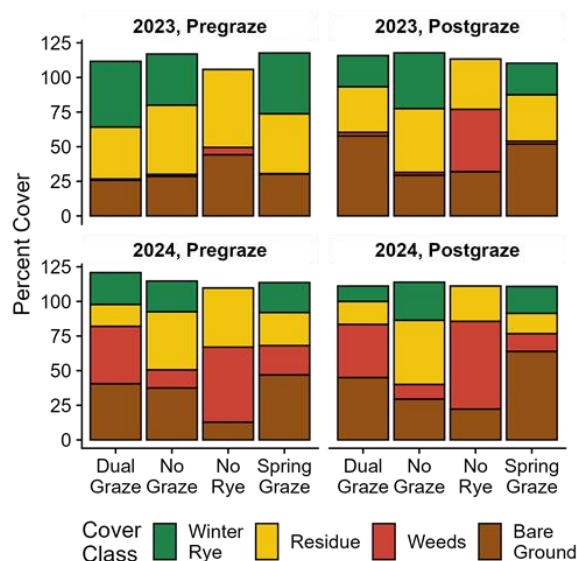 2023, Pregraze
2023, Postgraze
125
100
75
50
25
0
2024, Pregraze
2024, Postgraze
125
100
75
50
25
0
Percent Cover
Dual Graze
No Graze
No Rye
Spring Graze
Dual Graze
No Graze
No Rye
Spring Graze
Cover Class
Winter Rye
Residue
Weeds
Bare Ground